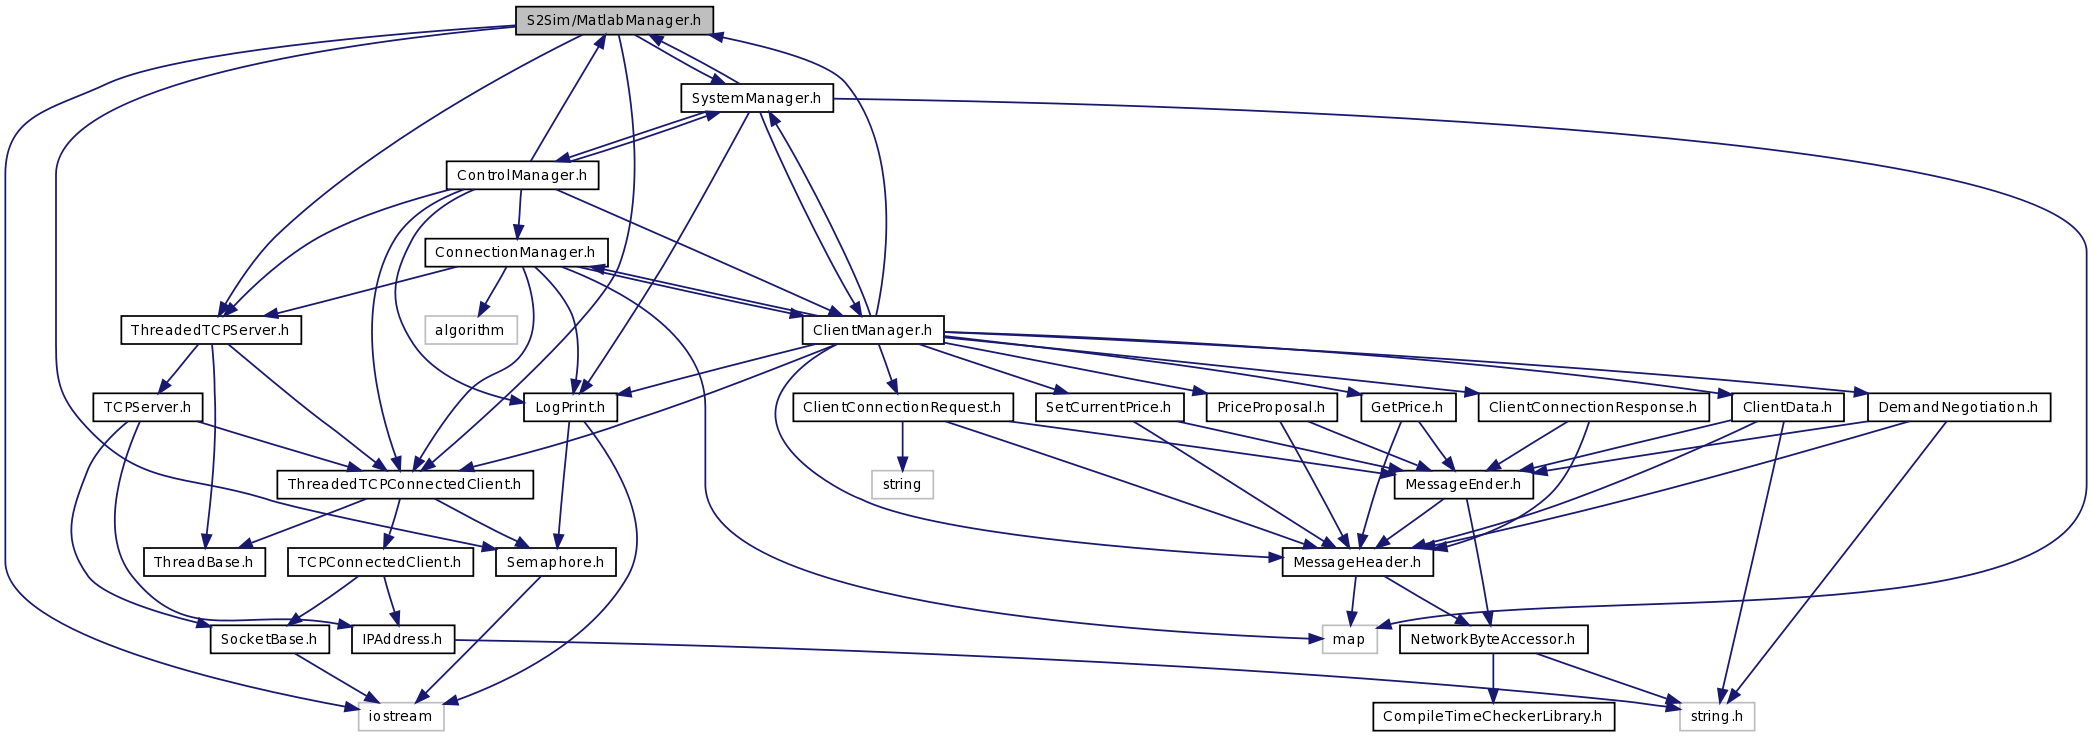 S2Sim/MatlabManager.h
SystemManager.h
ControlManager.h
ConnectionManager.h
ThreadedTCPServer.h
algorithm
ClientManager.h
TCPServer.h
LogPrint.h
ClientConnectionRequest.h
SetCurrentPrice.h
PriceProposal.h
GetPrice.h
ClientConnectionResponse.h
ClientData.h
DemandNegotiation.h
ThreadedTCPConnectedClient.h
string
MessageEnder.h
ThreadBase.h
TCPConnectedClient.h
Semaphore.h
MessageHeader.h
SocketBase.h
IPAddress.h
map
NetworkByteAccessor.h
iostream
CompileTimeCheckerLibrary.h
string.h